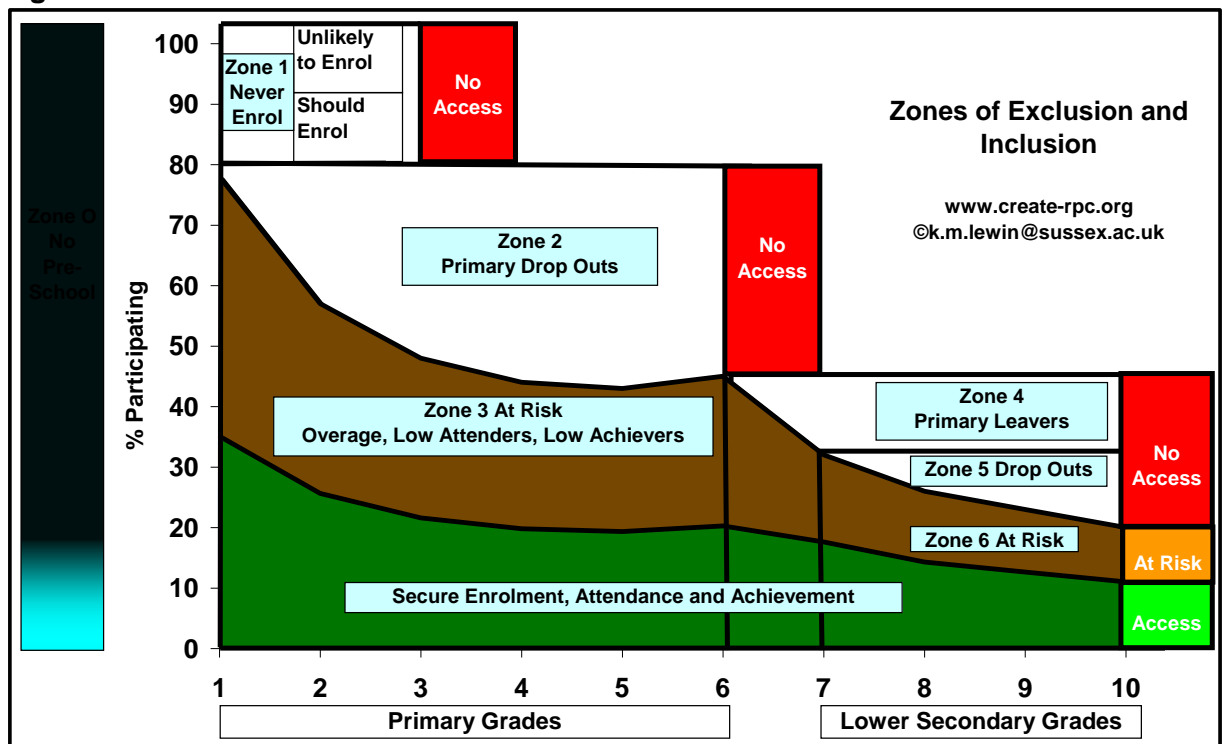 100
90
80
70
60
50
40
30
20
10
0
% Participating
Zone O
No
Pre-
School
Zone 1
Never
Enrol
Unlikely
to Enrol
Should
Enrol
No
Access
Zones of Exclusion and
Inclusion
www.create-rpc.org
©k.m.lewin@sussex.ac.uk
Zone 2
Primary Drop Outs
No
Access
Zone 3 At Risk
Overage, Low Attenders, Low Achievers
Zone 4
Primary Leavers
Zone 5 Drop Outs
No
Access
Zone 6 At Risk
At Risk
Secure Enrolment, Attendance and Achievement
Access
1 2 3 4 5 6 7 8 9 10
Primary Grades
Lower Secondary Grades